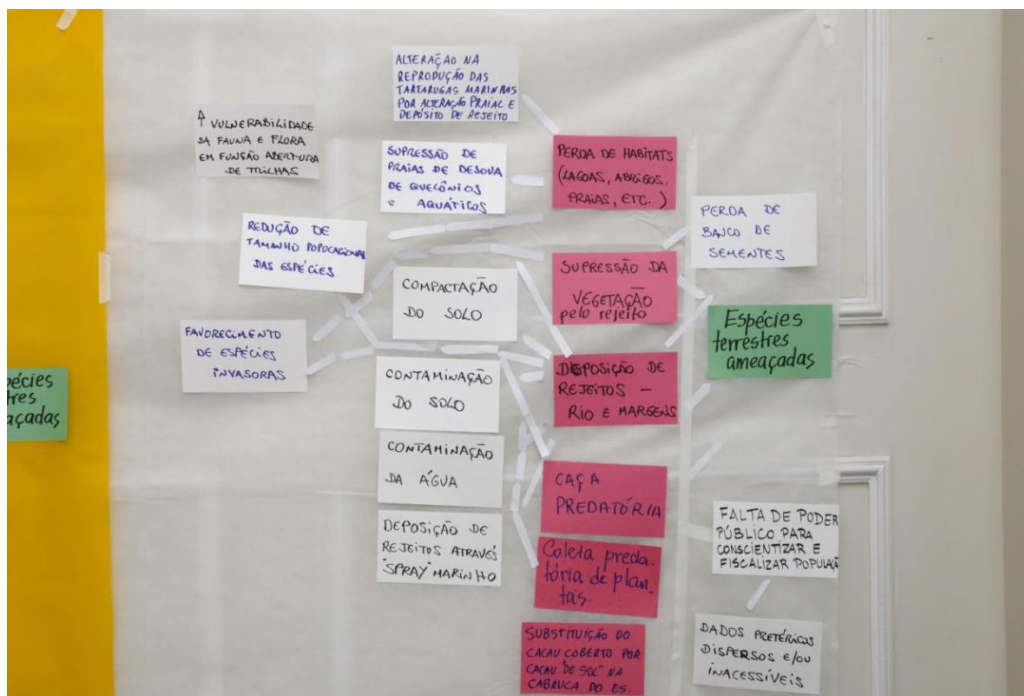 ALTERAÇÃO NA
REPRODUÇÃO DAS
TARTARUGAS MARINHAS
POR ALTERAÇÃO PRAIAL E
DEPÓSITO DE REJEITO
↑ VULNERABILIDADE
DA FAUNA E FLORA
EM FUNÇÃO ABERTURA
DE TRILHAS
SUPRESSÃO DE
PRAIAS DE DESOVA
DE QUELÔNIOS
E AQUÁTICOS
PERDA DE HABITATS
(LAGOAS, ABRIGOS,
PRAIAS, ETC.)
REDUÇÃO DE
TAMANHO POPULACIONAL
DAS ESPÉCIES
PERDA DE
BANCO DE
SEMENTES
COMPACTAÇÃO
DO SOLO
SUPRESSÃO DA
VEGETAÇÃO
pelo rejeito
Espécies
terrestres
ameaçadas
FAVORECIMENTO
DE ESPÉCIES
INVASORAS
CONTAMINAÇÃO
DO SOLO
DISPOSIÇÃO DE
REJEITOS -
RIO E MARGENS
pécies
tres
açadas
CONTAMINAÇÃO
DA ÁGUA
CAÇA
PREDATÓRIA
DEPOSIÇÃO DE
REJEITOS ATRAVÉS
"SPRAY" MARINHO
Coleta preda-
tória de plan-
tas.
FALTA DE PODER
PÚBLICO PARA
CONSCIENTIZAR E
FISCALIZAR POPULAÇÃ
SUBSTITUIÇÃO DO
CACAU COBERTO POR
CACAU "DE SOL" NA
CABRUCA DO ES.
DADOS PRETÉRITOS
DISPERSOS E/OU
INACESSÍVEIS